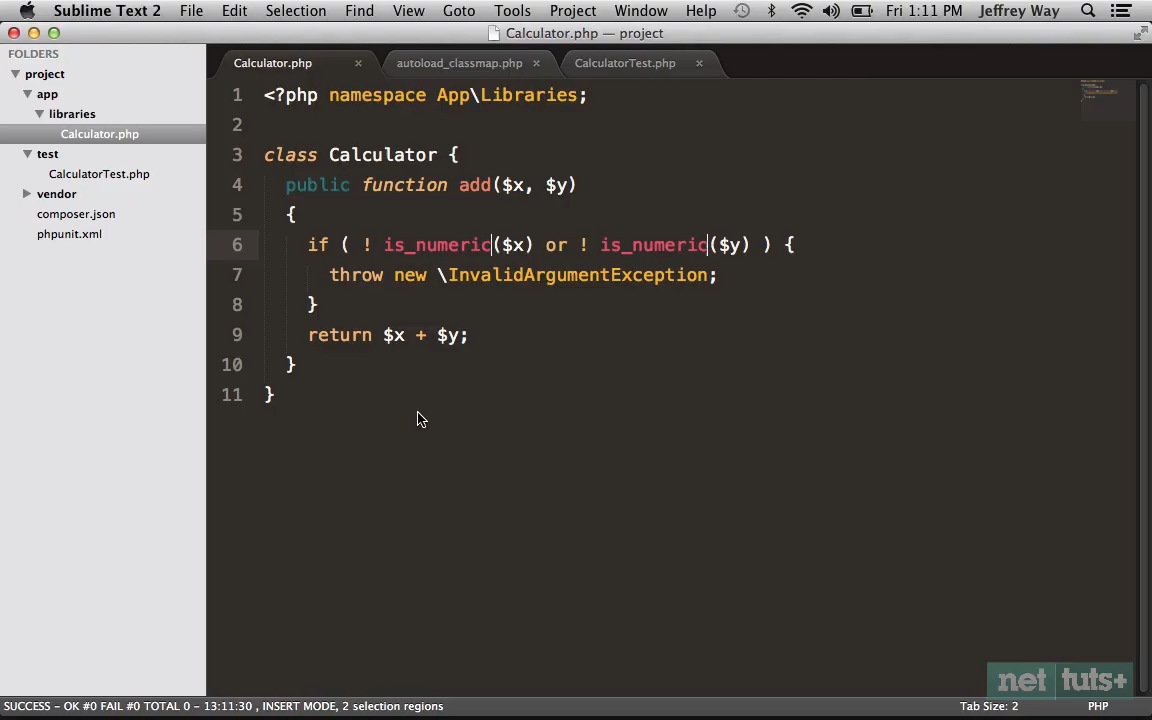 Sublime Text 2 File Edit Selection Find View Goto Tools Project Window Help Fri 1:11 PM Jeffrey Way
Calculator.php — project
FOLDERS
project
app
libraries
Calculator.php
test
CalculatorTest.php
vendor
composer.json
phpunit.xml
Calculator.php × autoload_classmap.php × CalculatorTest.php ×
1 <?php namespace App\Libraries;
2
3 class Calculator {
4 public function add($x, $y)
5 {
6 if ( ! is_numeric($x) or ! is_numeric($y) ) {
7 throw new \InvalidArgumentException;
8 }
9 return $x + $y;
10 }
11 }
net tuts+
SUCCESS - OK #0 FAIL #0 TOTAL 0 - 13:11:30 , INSERT MODE, 2 selection regions Tab Size: 2 PHP